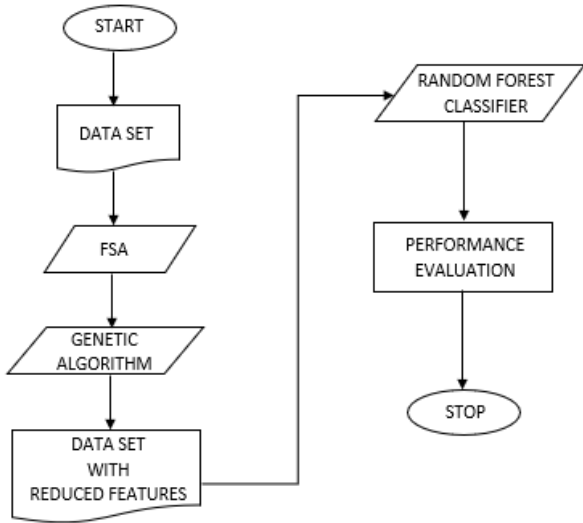 START
DATA SET
FSA
GENETIC
ALGORITHM
DATA SET
WITH
REDUCED FEATURES
RANDOM FOREST
CLASSIFIER
PERFORMANCE
EVALUATION
STOP